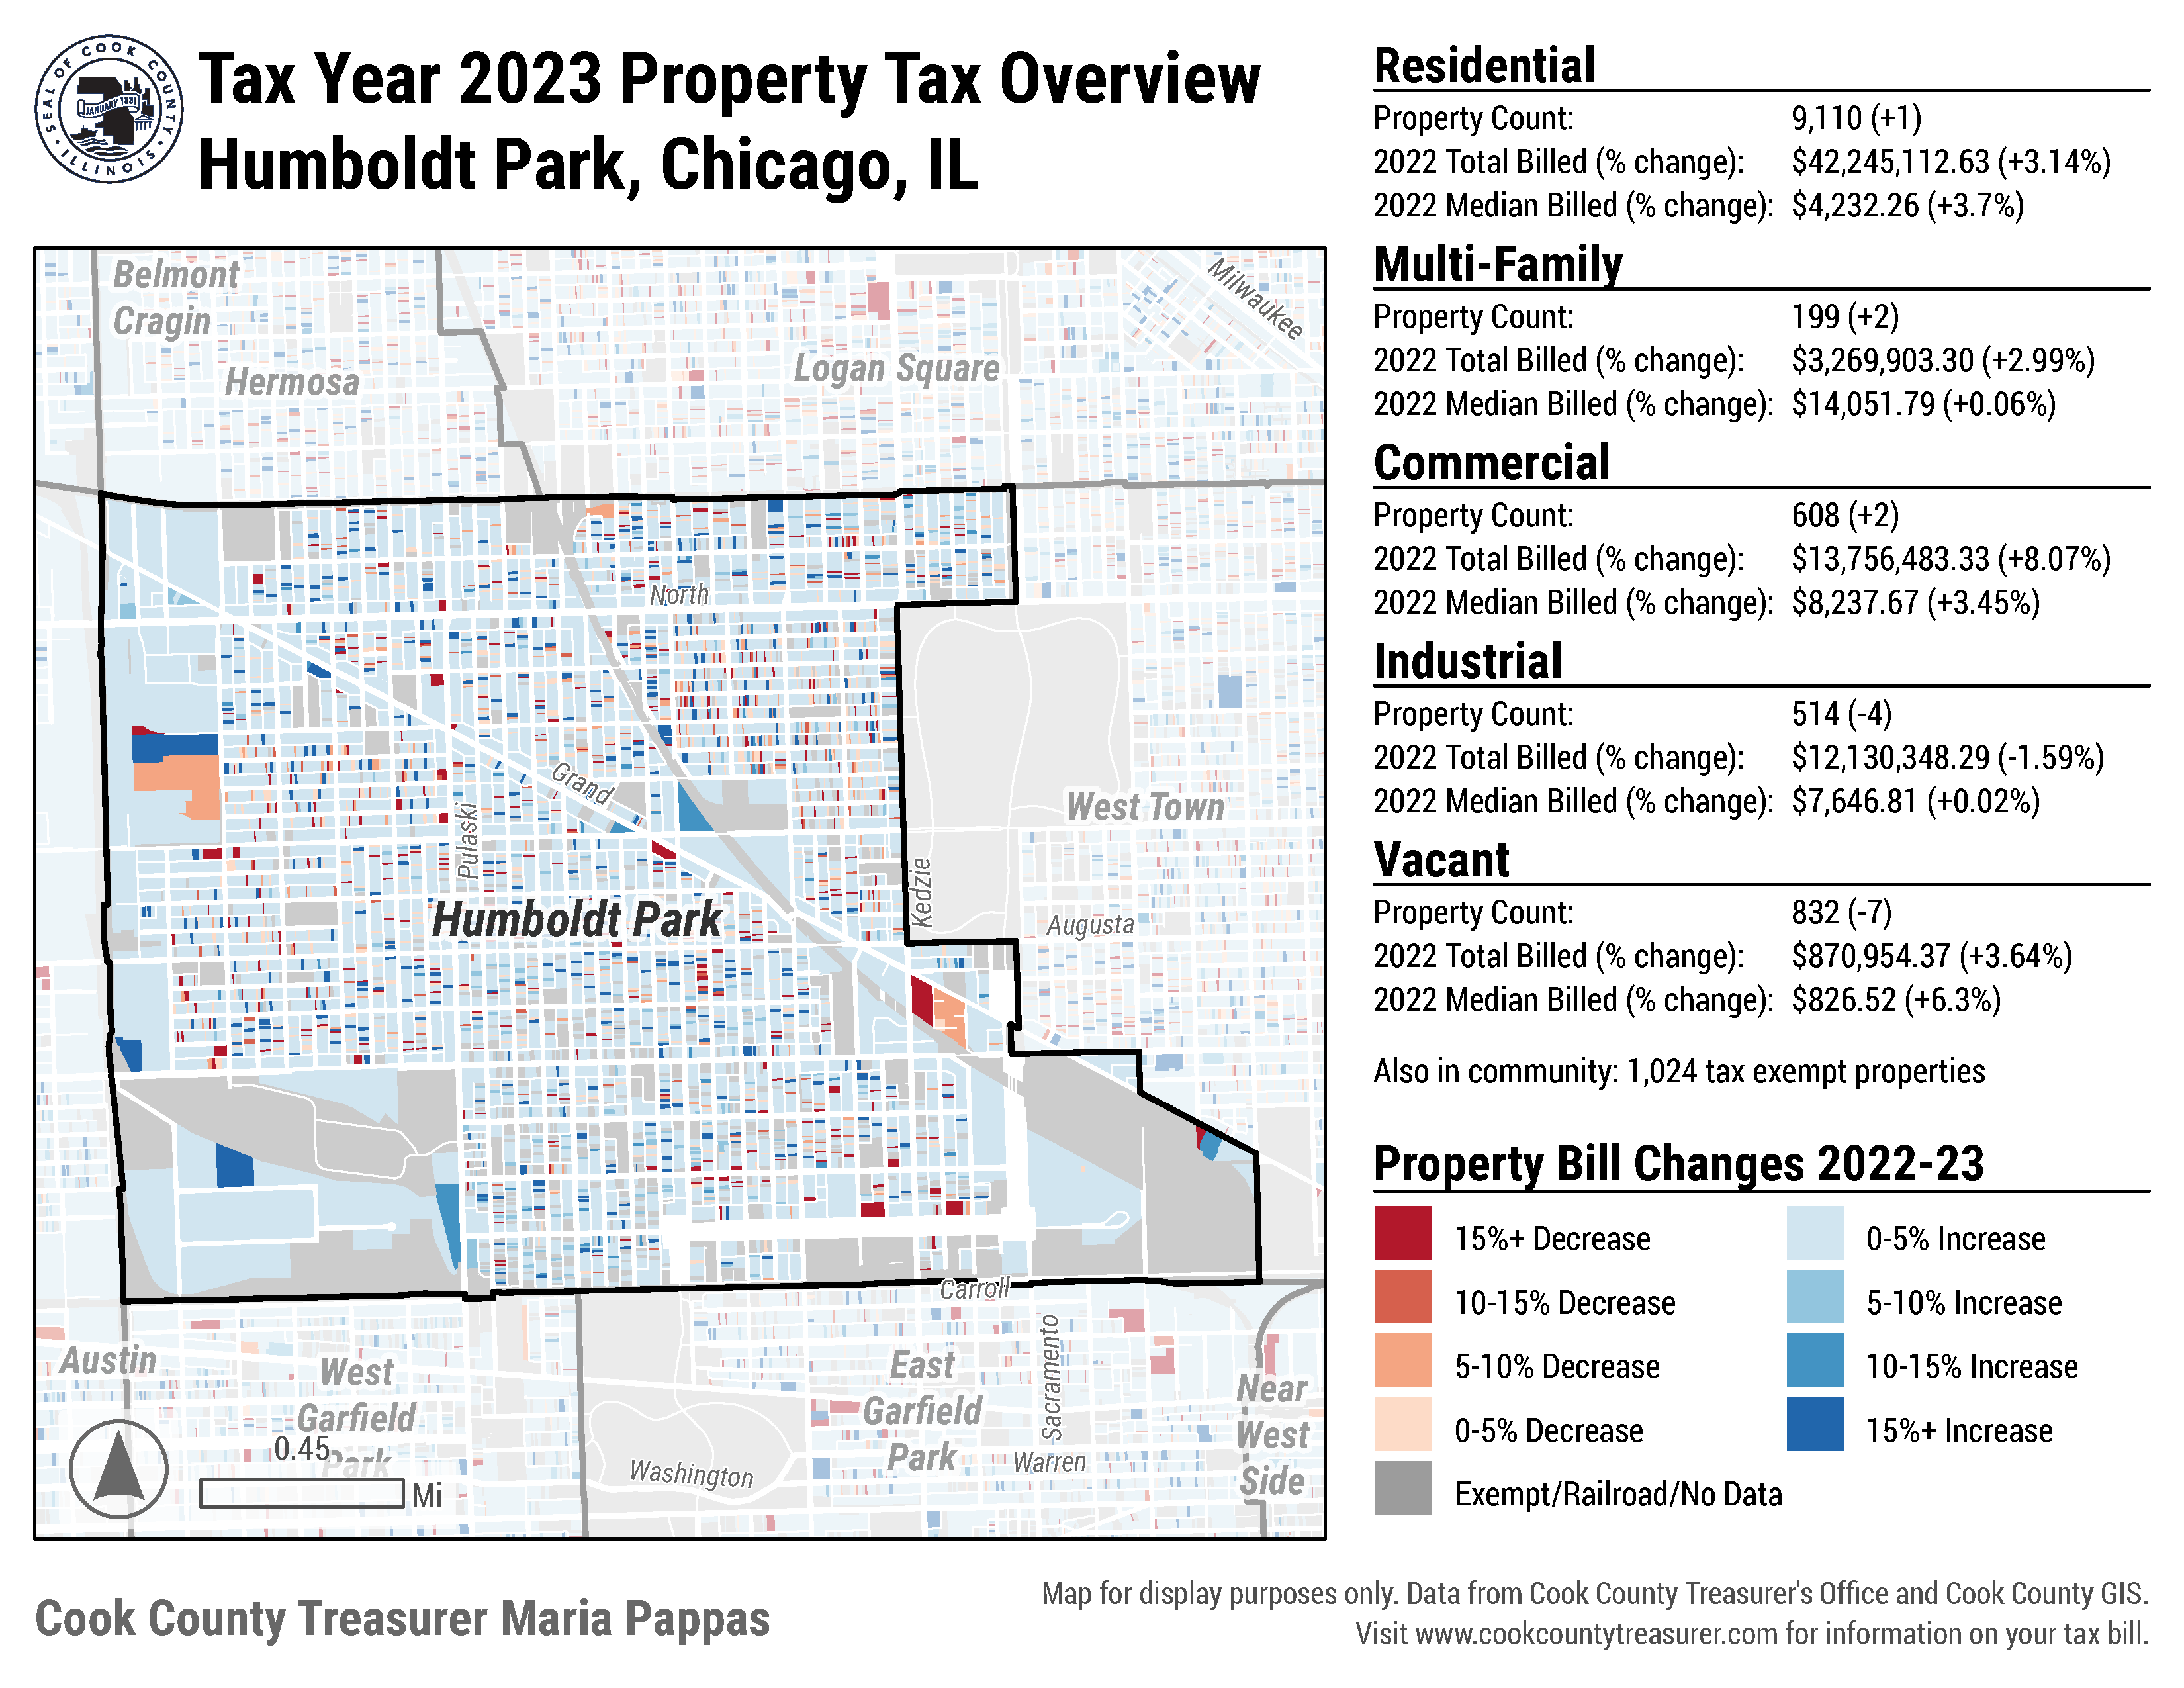 SEAL OF COOK COUNTY
ILLINOIS
JANUARY 1831
Tax Year 2023 Property Tax Overview
Humboldt Park, Chicago, IL
Belmont
Cragin
Hermosa
Logan Square
Milwaukee
North
Grand
Pulaski
West Town
Kedzie
Humboldt Park
Augusta
Carroll
Austin
West
Garfield
Park
East
Garfield
Park
Sacramento
Near
West
Side
Washington
Warren
0.45
Mi
Residential
Property Count: 9,110 (+1)
2022 Total Billed (% change): $42,245,112.63 (+3.14%)
2022 Median Billed (% change): $4,232.26 (+3.7%)
Multi-Family
Property Count: 199 (+2)
2022 Total Billed (% change): $3,269,903.30 (+2.99%)
2022 Median Billed (% change): $14,051.79 (+0.06%)
Commercial
Property Count: 608 (+2)
2022 Total Billed (% change): $13,756,483.33 (+8.07%)
2022 Median Billed (% change): $8,237.67 (+3.45%)
Industrial
Property Count: 514 (-4)
2022 Total Billed (% change): $12,130,348.29 (-1.59%)
2022 Median Billed (% change): $7,646.81 (+0.02%)
Vacant
Property Count: 832 (-7)
2022 Total Billed (% change): $870,954.37 (+3.64%)
2022 Median Billed (% change): $826.52 (+6.3%)
Also in community: 1,024 tax exempt properties
Property Bill Changes 2022-23
15%+ Decrease
10-15% Decrease
5-10% Decrease
0-5% Decrease
Exempt/Railroad/No Data
0-5% Increase
5-10% Increase
10-15% Increase
15%+ Increase
Cook County Treasurer Maria Pappas
Map for display purposes only. Data from Cook County Treasurer's Office and Cook County GIS.
Visit www.cookcountytreasurer.com for information on your tax bill.